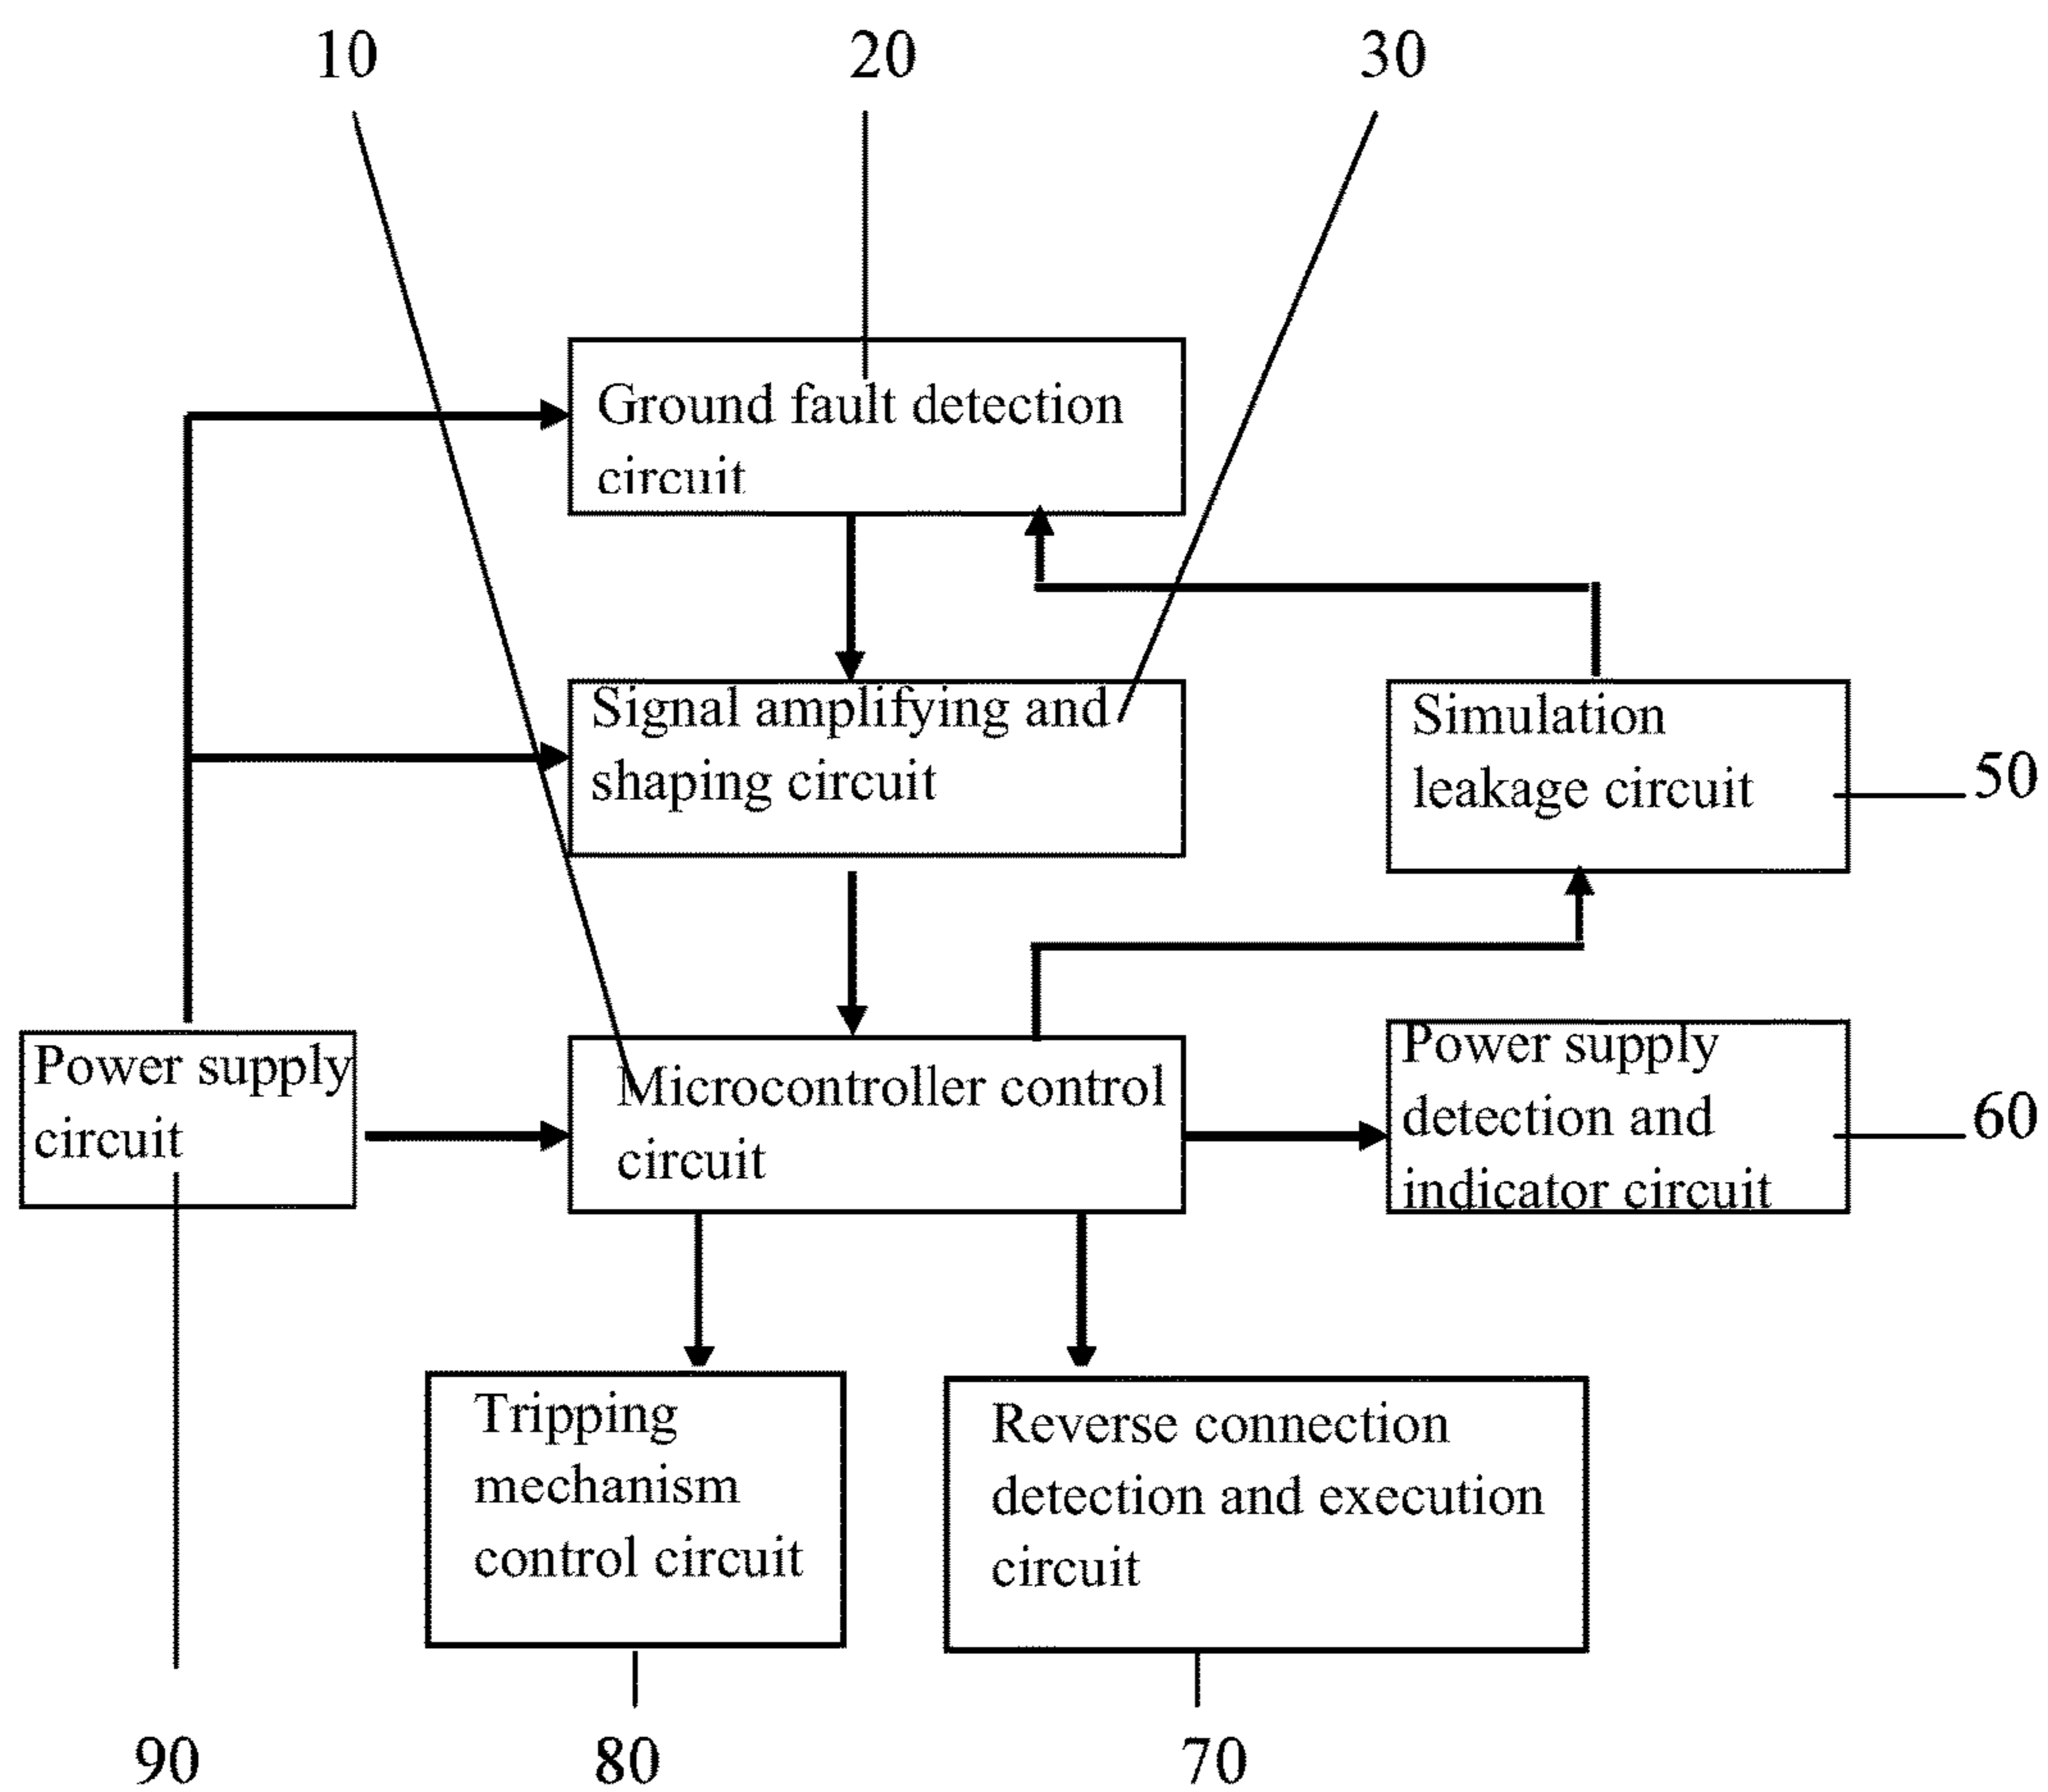 10
20
30
Ground fault detection
circuit
Signal amplifying and
shaping circuit
Simulation
leakage circuit
50
Power supply
circuit
Microcontroller control
circuit
Power supply
detection and
indicator circuit
60
Tripping
mechanism
control circuit
Reverse connection
detection and execution
circuit
90
80
70